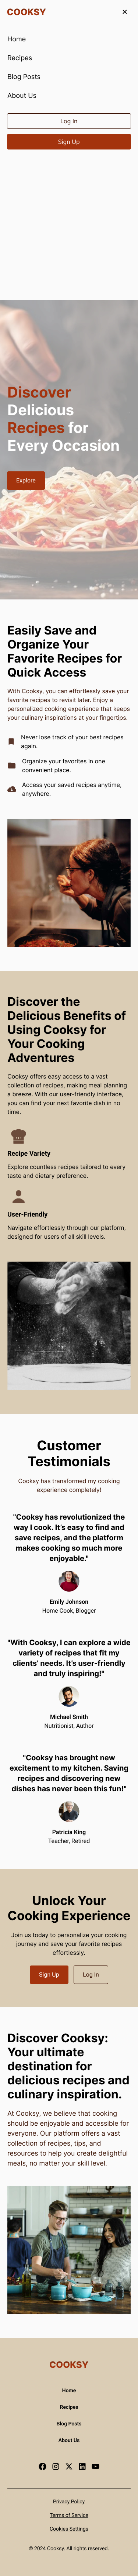 COOKSY
Home
Recipes
Blog Posts
About Us
Log In
Sign Up
Discover
Delicious
Recipes for
Every Occasion
Explore
Easily Save and
Organize Your
Favorite Recipes for
Quick Access
With Cooksy, you can effortlessly save your
favorite recipes to revisit later. Enjoy a
personalized cooking experience that keeps
your culinary inspirations at your fingertips.
Never lose track of your best recipes
again.
Organize your favorites in one
convenient place.
Access your saved recipes anytime,
anywhere.
Discover the
Delicious Benefits of
Using Cooksy for
Your Cooking
Adventures
Cooksy offers easy access to a vast
collection of recipes, making meal planning
a breeze. With our user-friendly interface,
you can find your next favorite dish in no
time.
Recipe Variety
Explore countless recipes tailored to every
taste and dietary preference.
User-Friendly
Navigate effortlessly through our platform,
designed for users of all skill levels.
Customer
Testimonials
Cooksy has transformed my cooking
experience completely!
"Cooksy has revolutionized the
way I cook. It's easy to find and
save recipes, and the platform
makes cooking so much more
enjoyable."
Emily Johnson
Home Cook, Blogger
"With Cooksy, I can explore a wide
variety of recipes that fit my
clients' needs. It's user-friendly
and truly inspiring!"
Michael Smith
Nutritionist, Author
"Cooksy has brought new
excitement to my kitchen. Saving
recipes and discovering new
dishes has never been this fun!"
Patricia King
Teacher, Retired
Unlock Your
Cooking Experience
Join us today to personalize your cooking
journey and save your favorite recipes
effortlessly.
Sign Up
Log In
Discover Cooksy:
Your ultimate
destination for
delicious recipes and
culinary inspiration.
At Cooksy, we believe that cooking
should be enjoyable and accessible for
everyone. Our platform offers a vast
collection of recipes, tips, and
resources to help you create delightful
meals, no matter your skill level.
COOKSY
Home
Recipes
Blog Posts
About Us
Privacy Policy
Terms of Service
Cookies Settings
© 2024 Cooksy. All rights reserved.